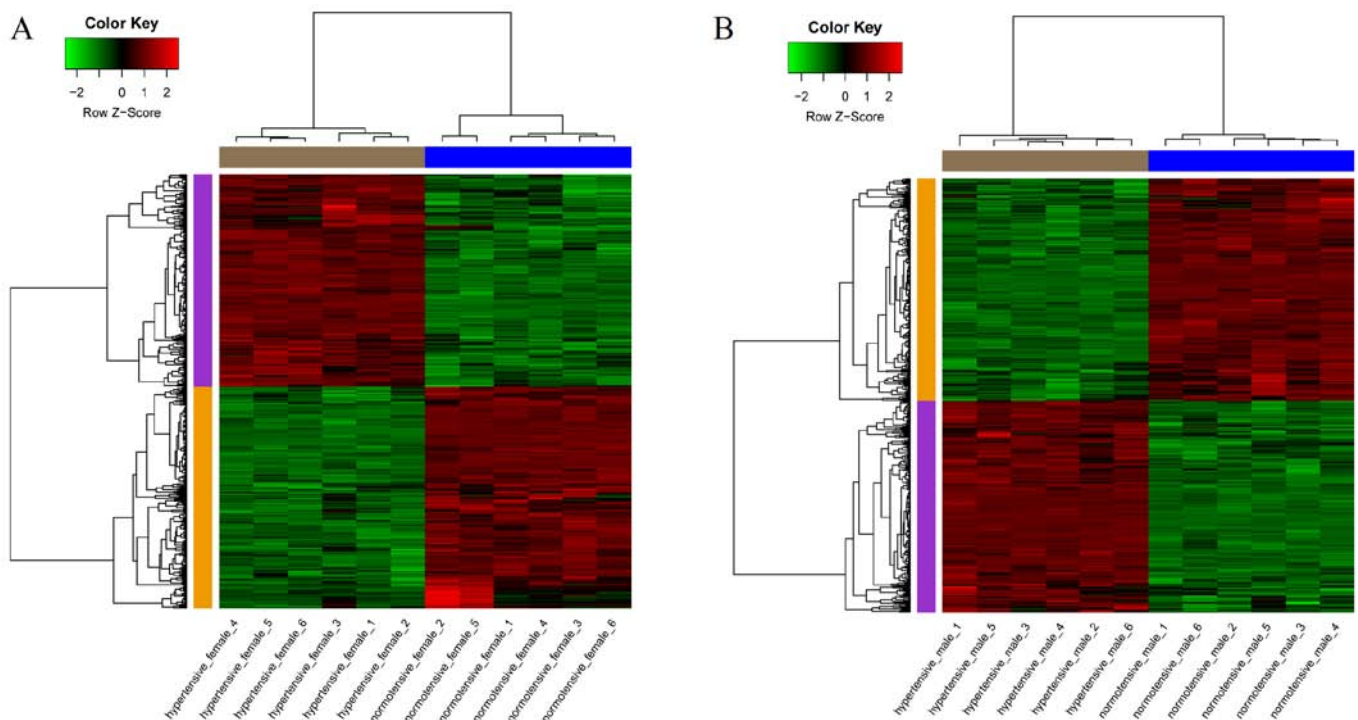 A
Color Key
−2 0 1 2
Row Z−Score
hypertensive_female_4
hypertensive_female_5
hypertensive_female_6
hypertensive_female_3
hypertensive_female_1
hypertensive_female_2
normotensive_female_2
normotensive_female_5
normotensive_female_1
normotensive_female_4
normotensive_female_3
normotensive_female_6
B
Color Key
−2 0 1 2
Row Z−Score
hypertensive_male_1
hypertensive_male_5
hypertensive_male_3
hypertensive_male_4
hypertensive_male_2
hypertensive_male_6
normotensive_male_1
normotensive_male_6
normotensive_male_2
normotensive_male_5
normotensive_male_3
normotensive_male_4